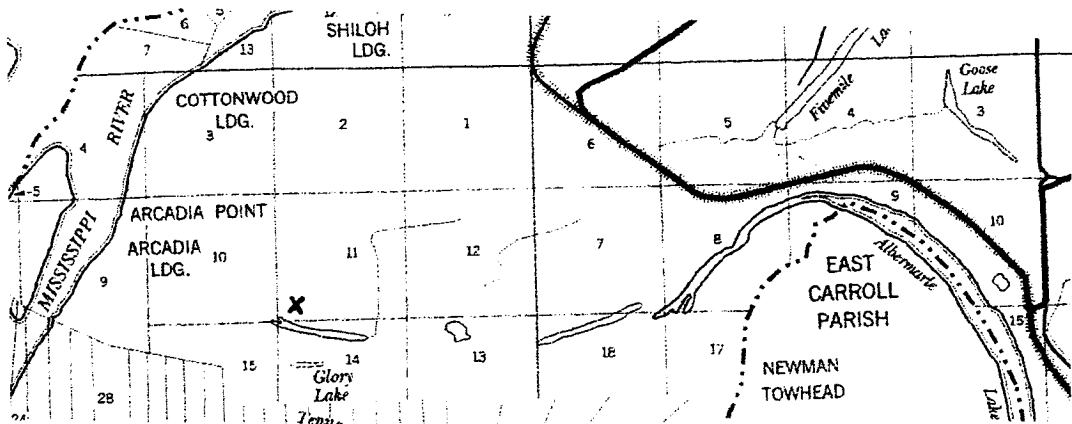 6
SHILOH
LDG.
7
13
COTTONWOOD
LDG.
RIVER
3
2
1
6
5
Fivemile
4
Goose
Lake
3
4
5
ARCADIA POINT
ARCADIA
LDG.
MISSISSIPPI
9
10
11
12
7
8
9
10
Albermarle
EAST
CARROLL
PARISH
X
15
14
13
18
17
15
Glory
Lake
28
NEWMAN
TOWHEAD
Lake